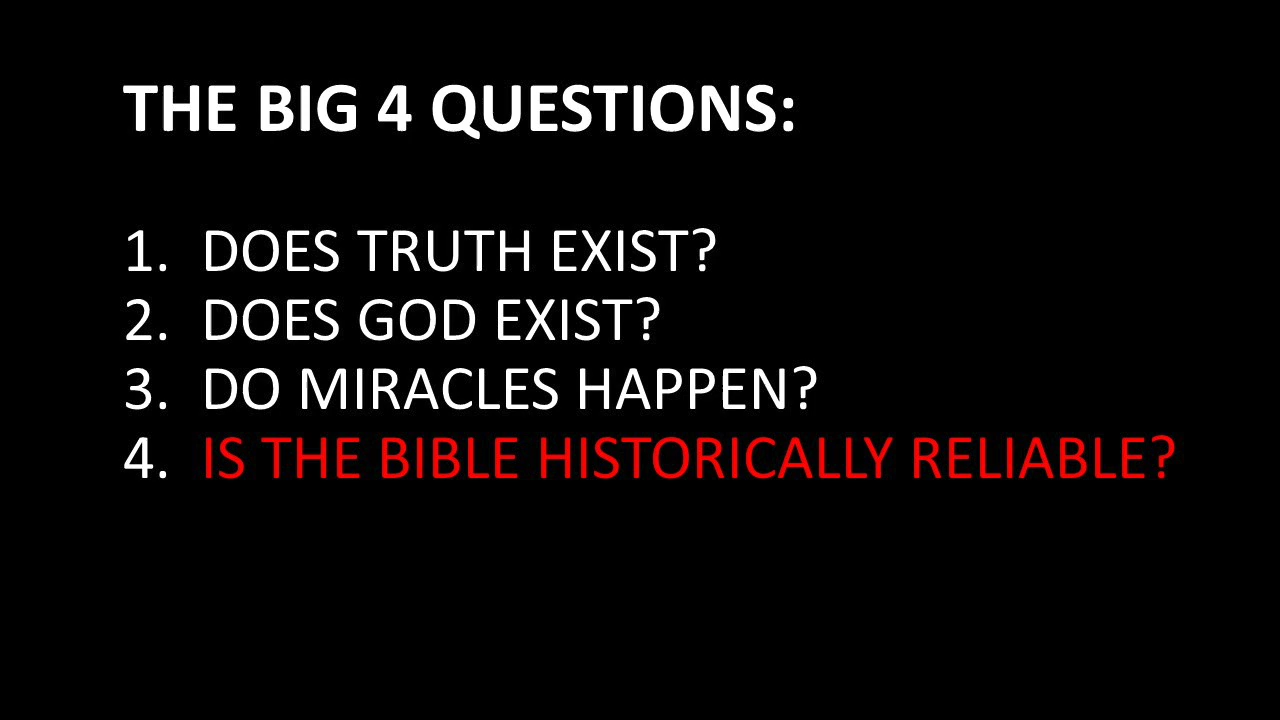 THE BIG 4 QUESTIONS:
1. DOES TRUTH EXIST?
2. DOES GOD EXIST?
3. DO MIRACLES HAPPEN?
4. IS THE BIBLE HISTORICALLY RELIABLE?